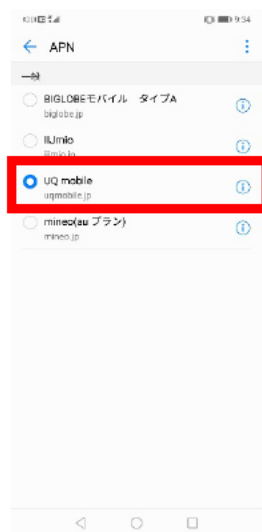 9:54
APN
一般
BIGLOBEモバイル タイプA
biglobe.jp
IIJmio
iijmio.jp
UQ mobile
uqmobile.jp
mineo(au プラン)
mineo.jp